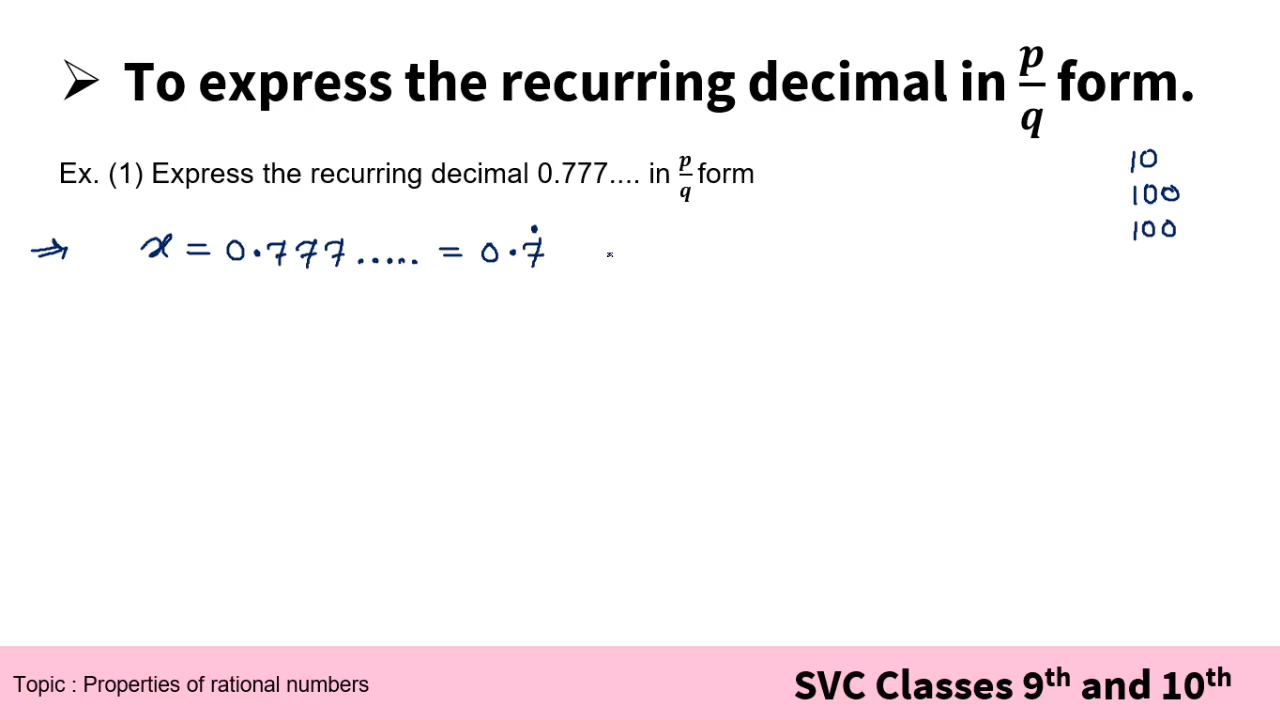 ➢ To express the recurring decimal in p/q form.
Ex. (1) Express the recurring decimal 0.777.... in p/q form
10
100
100
⇒ x = 0.777..... = 0.7̇
Topic : Properties of rational numbers
SVC Classes 9th and 10th